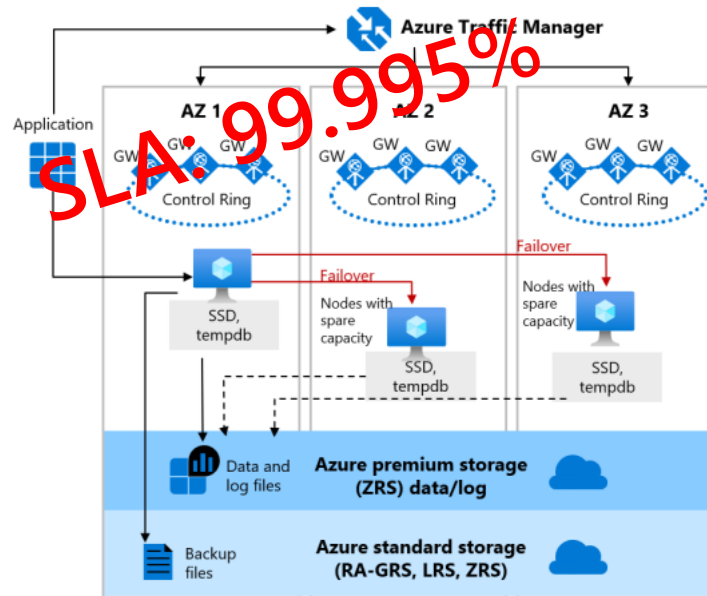 Azure Traffic Manager
SLA: 99.995%
Application
AZ 1
AZ 2
AZ 3
GW
GW
GW
Control Ring
GW
GW
GW
Control Ring
GW
GW
GW
Control Ring
Failover
Failover
Nodes with
spare
capacity
Nodes with
spare
capacity
SSD,
tempdb
SSD,
tempdb
SSD,
tempdb
Data and
log files
Azure premium storage
(ZRS) data/log
Backup
files
Azure standard storage
(RA-GRS, LRS, ZRS)